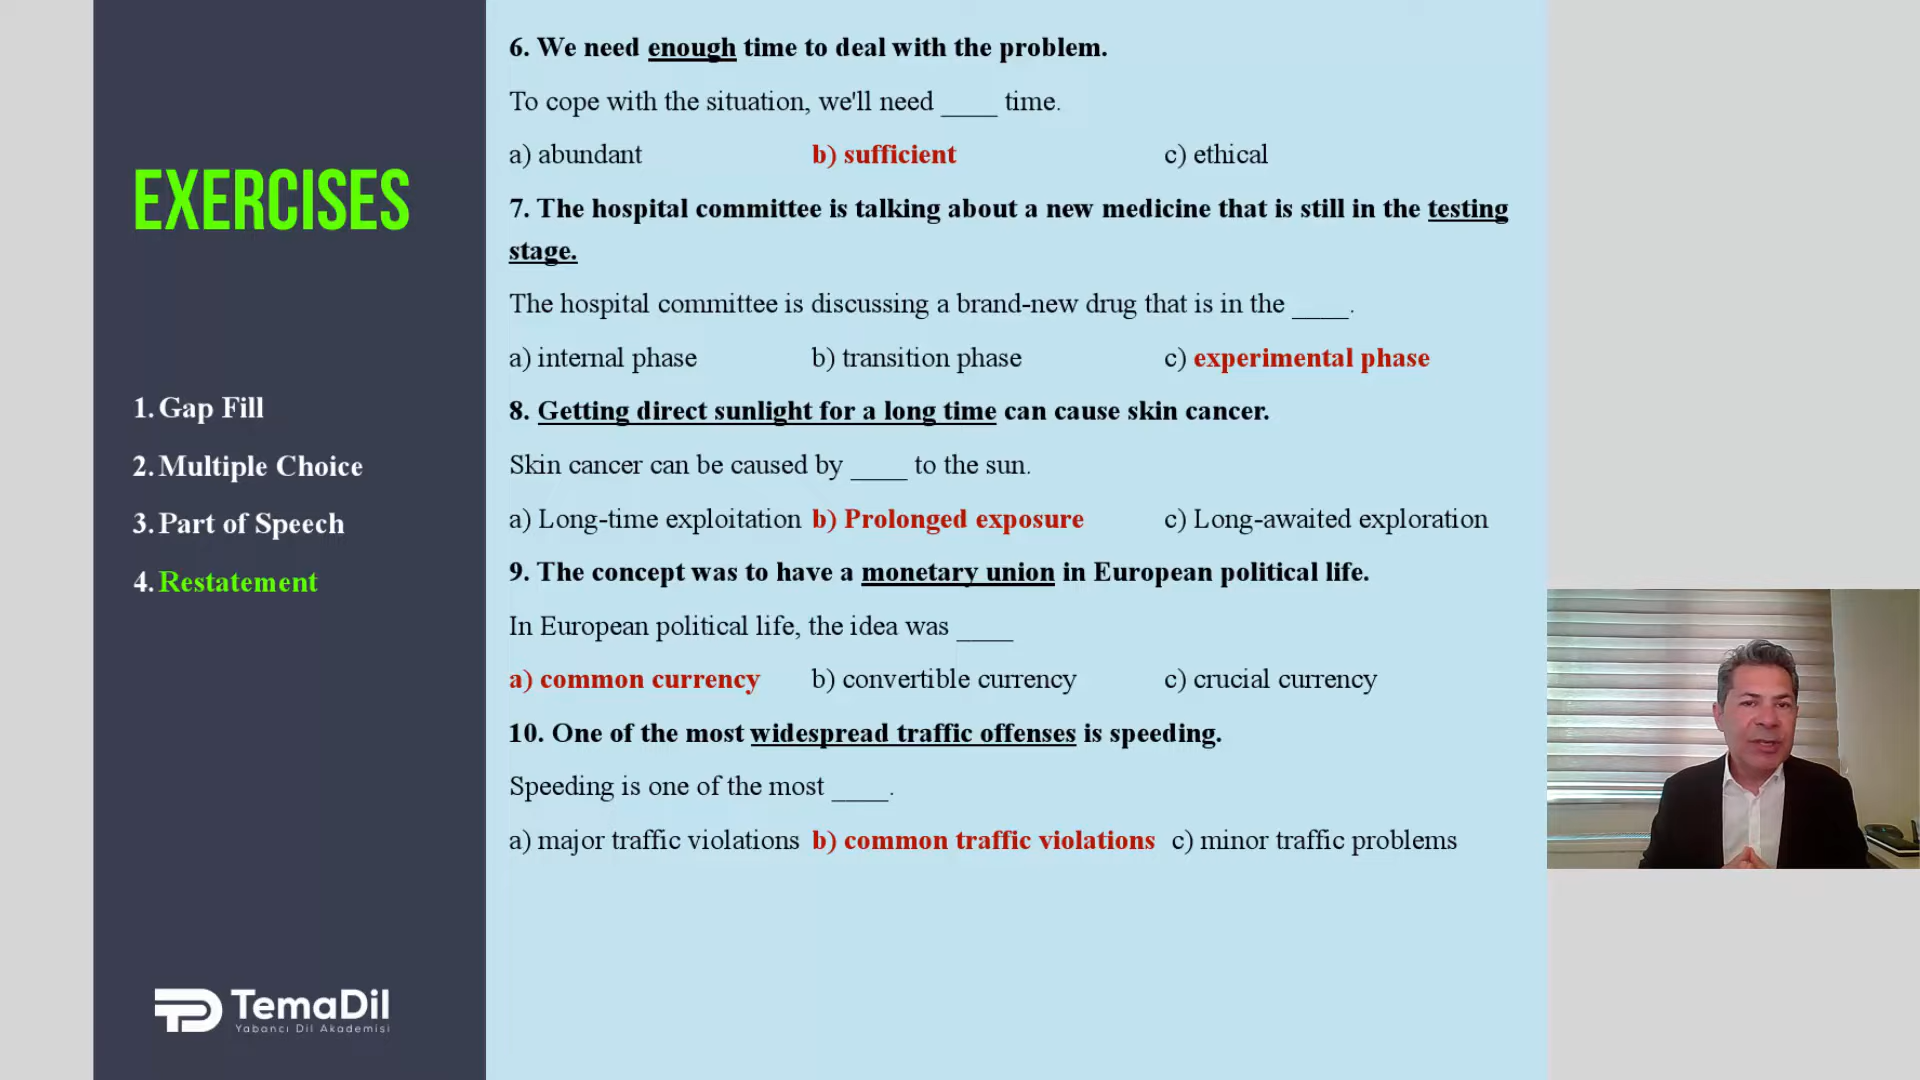 EXERCISES
1. Gap Fill
2. Multiple Choice
3. Part of Speech
4. Restatement
TemaDil
Yabancı Dil Akademisi
6. We need enough time to deal with the problem.
To cope with the situation, we'll need ____ time.
a) abundant b) sufficient c) ethical
7. The hospital committee is talking about a new medicine that is still in the testing
stage.
The hospital committee is discussing a brand-new drug that is in the ____.
a) internal phase b) transition phase c) experimental phase
8. Getting direct sunlight for a long time can cause skin cancer.
Skin cancer can be caused by ____ to the sun.
a) Long-time exploitation b) Prolonged exposure c) Long-awaited exploration
9. The concept was to have a monetary union in European political life.
In European political life, the idea was ____
a) common currency b) convertible currency c) crucial currency
10. One of the most widespread traffic offenses is speeding.
Speeding is one of the most ____.
a) major traffic violations b) common traffic violations c) minor traffic problems